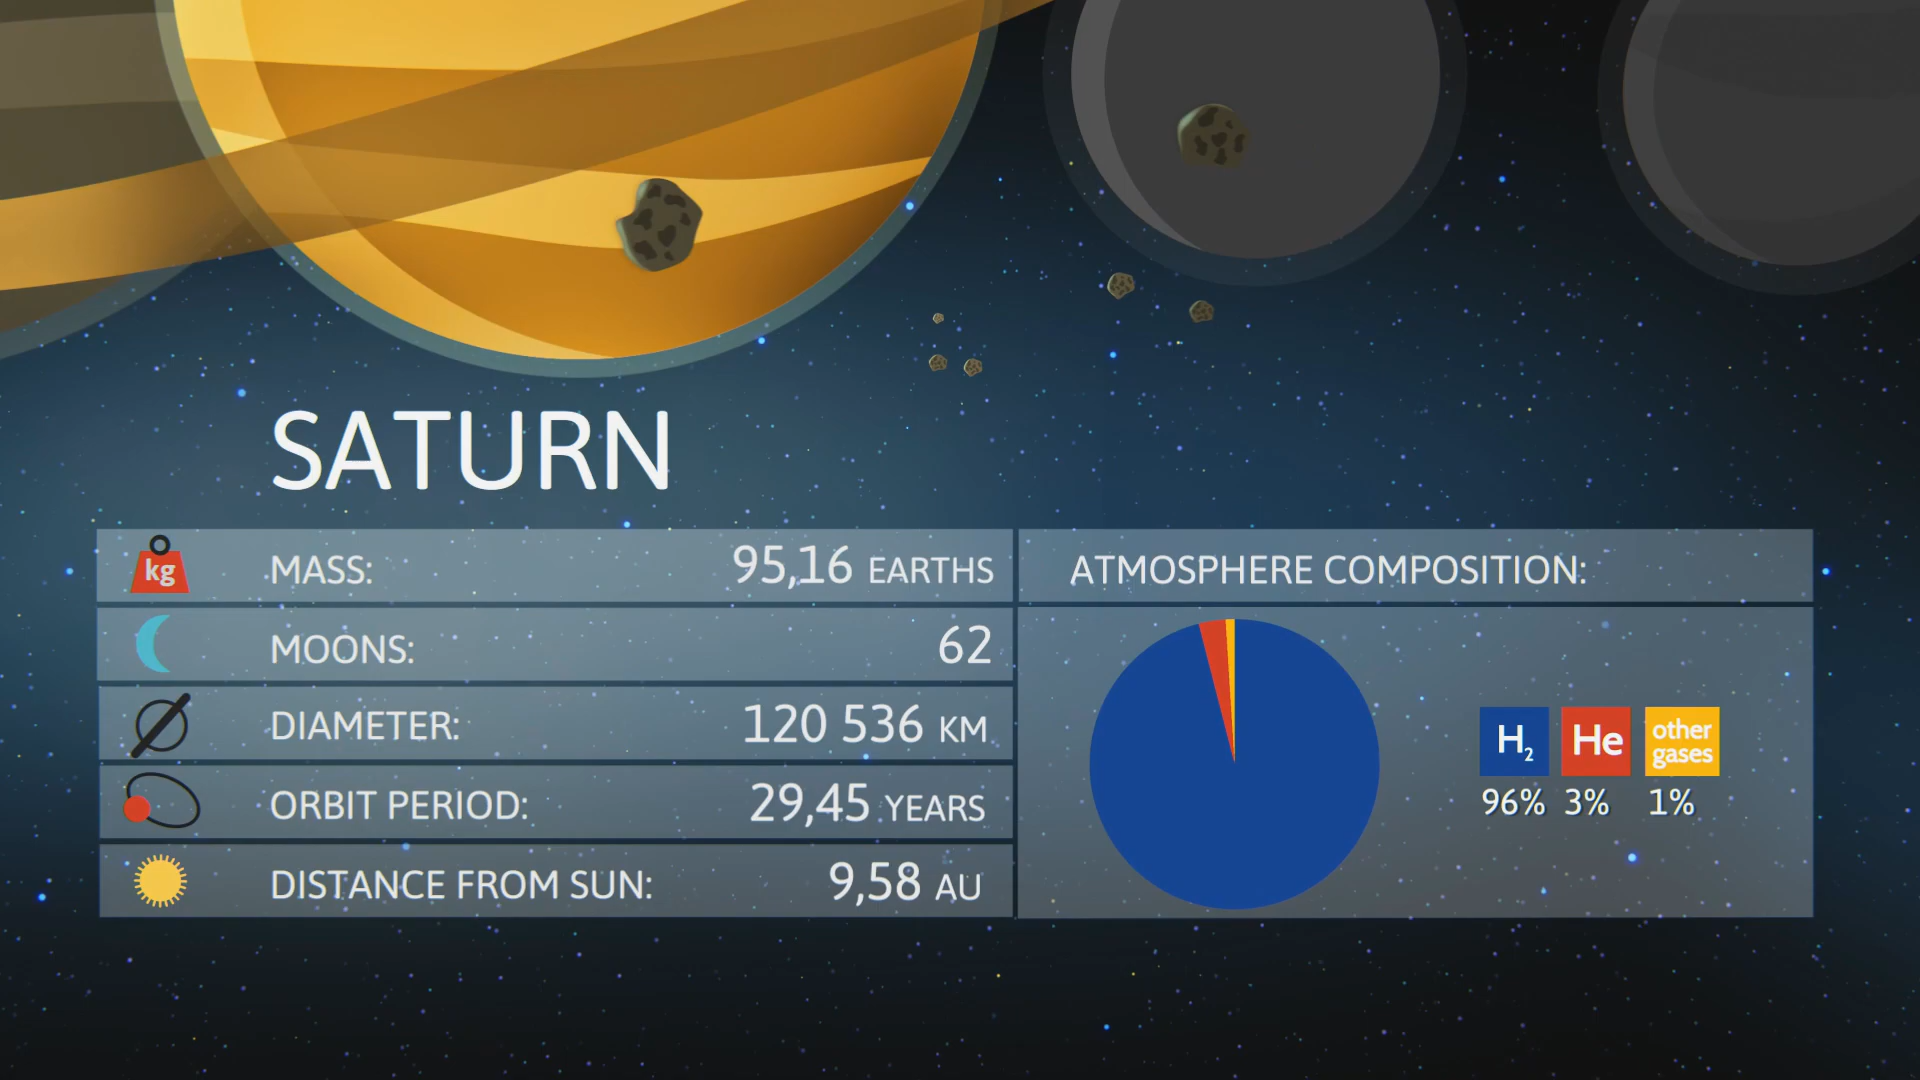 SATURN
kg MASS: 95,16 EARTHS
MOONS: 62
DIAMETER: 120 536 KM
ORBIT PERIOD: 29,45 YEARS
DISTANCE FROM SUN: 9,58 AU
ATMOSPHERE COMPOSITION:
H₂ He other gases
96% 3% 1%